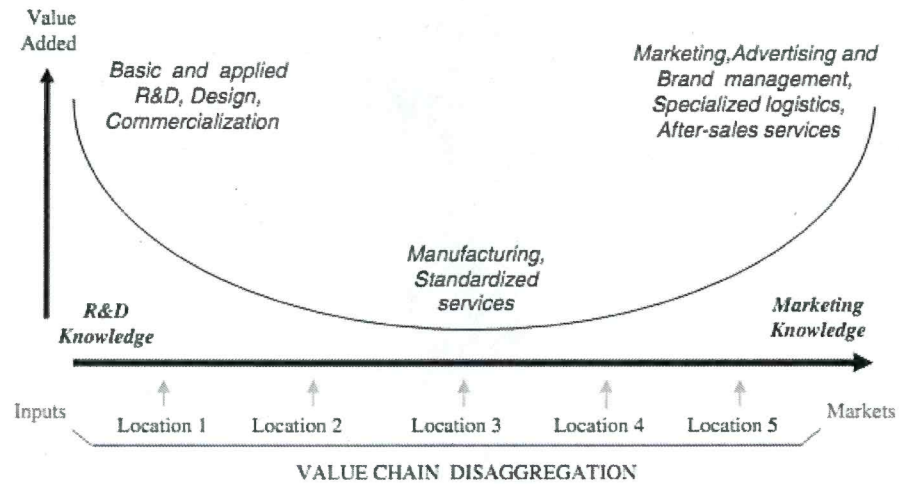 Value
Added
Basic and applied
R&D, Design,
Commercialization
Marketing,Advertising and
Brand management,
Specialized logistics,
After-sales services
Manufacturing,
Standardized
services
R&D
Knowledge
Marketing
Knowledge
Inputs
Location 1
Location 2
Location 3
Location 4
Location 5
Markets
VALUE CHAIN DISAGGREGATION